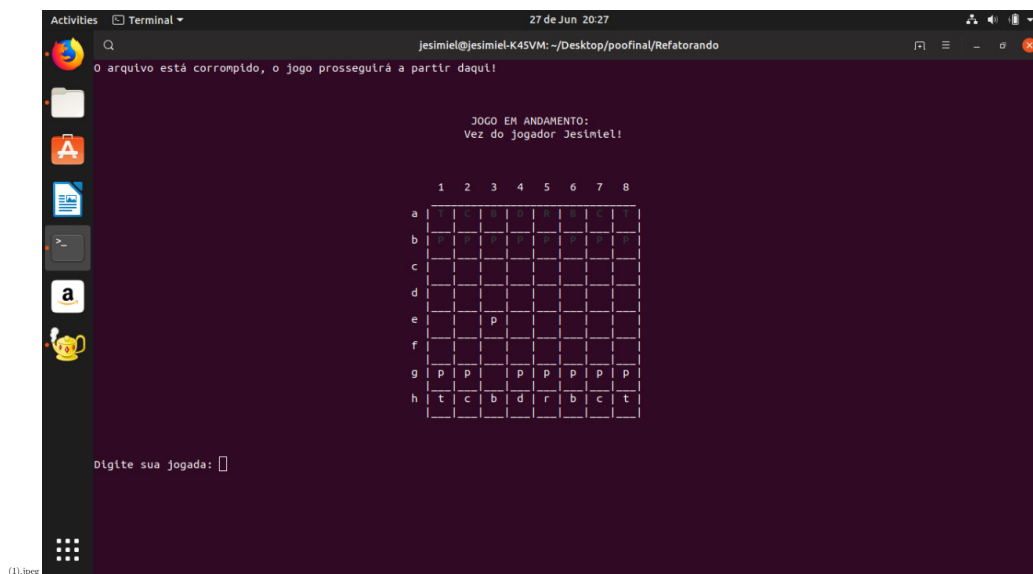 Activities Terminal 27 de Jun 20:27
jesimiel@jesimiel-K45VM: ~/Desktop/poofinal/Refatorando
O arquivo está corrompido, o jogo prosseguirá a partir daqui!
JOGO EM ANDAMENTO:
Vez do jogador Jesimiel!
1 2 3 4 5 6 7 8
a | T | C | B | D | R | B | C | T |
b | P | P | P | P | P | P | P | P |
c | | | | | | | | |
d | | | | | | | | |
e | | | p | | | | | |
f | | | | | | | | |
g | p | p | | p | p | p | p | p |
h | t | c | b | d | r | b | c | t |
Digite sua jogada:
(1).jpeg